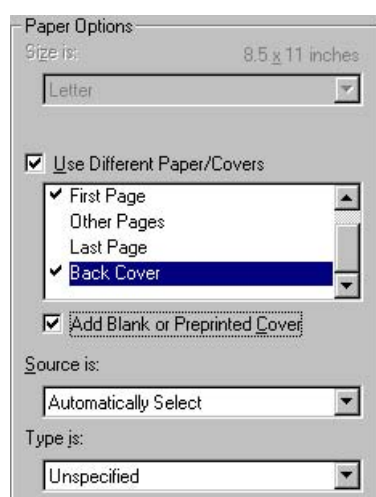 Paper Options
Size is: 8.5 x 11 inches
Letter
Use Different Paper/Covers
First Page
Other Pages
Last Page
Back Cover
Add Blank or Preprinted Cover
Source is:
Automatically Select
Type is:
Unspecified